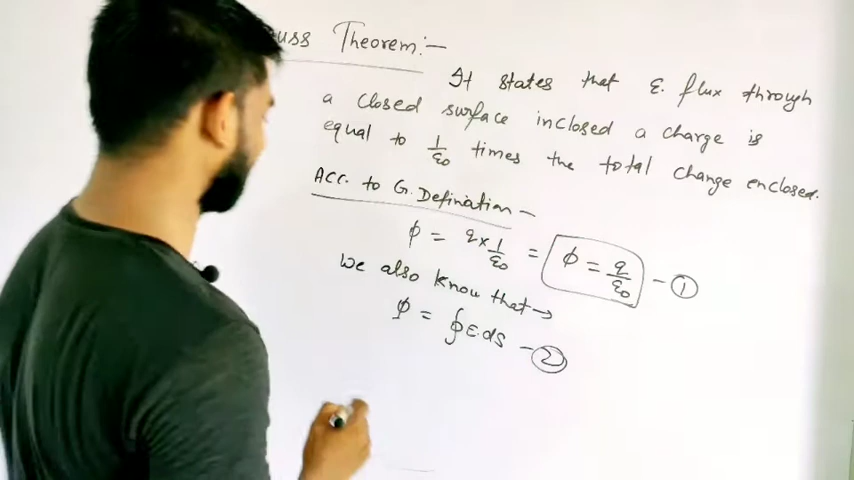 uss Theorem:—
It states that E. flux through
a closed surface inclosed a charge is
equal to 1/ε0 times the total change enclosed.
Acc. to G. Defination —
φ = q × 1/ε0 = φ = q/ε0 — ①
We also know that →
φ = ∮ E.ds — ②